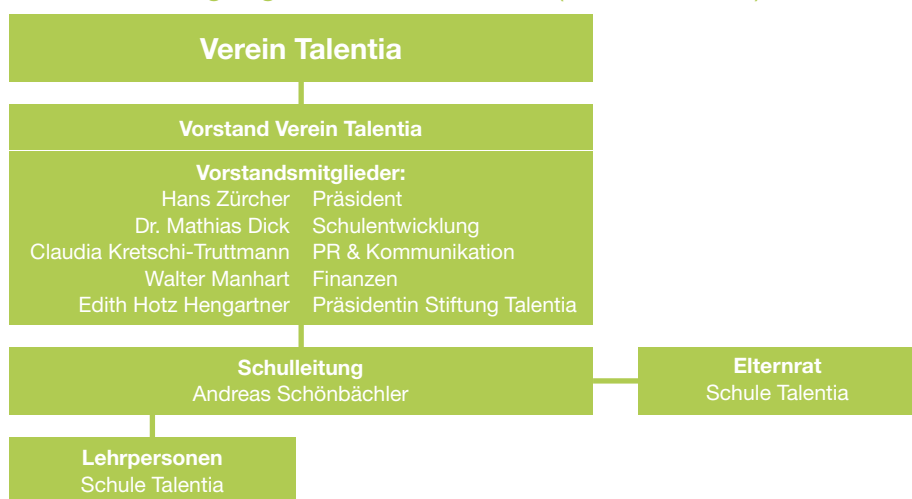 Verein Talentia
Vorstand Verein Talentia
Vorstandsmitglieder:
Hans Zürcher Präsident
Dr. Mathias Dick Schulentwicklung
Claudia Kretschi-Truttmann PR & Kommunikation
Walter Manhart Finanzen
Edith Hotz Hengartner Präsidentin Stiftung Talentia
Schulleitung
Andreas Schönbächler
Elternrat
Schule Talentia
Lehrpersonen
Schule Talentia